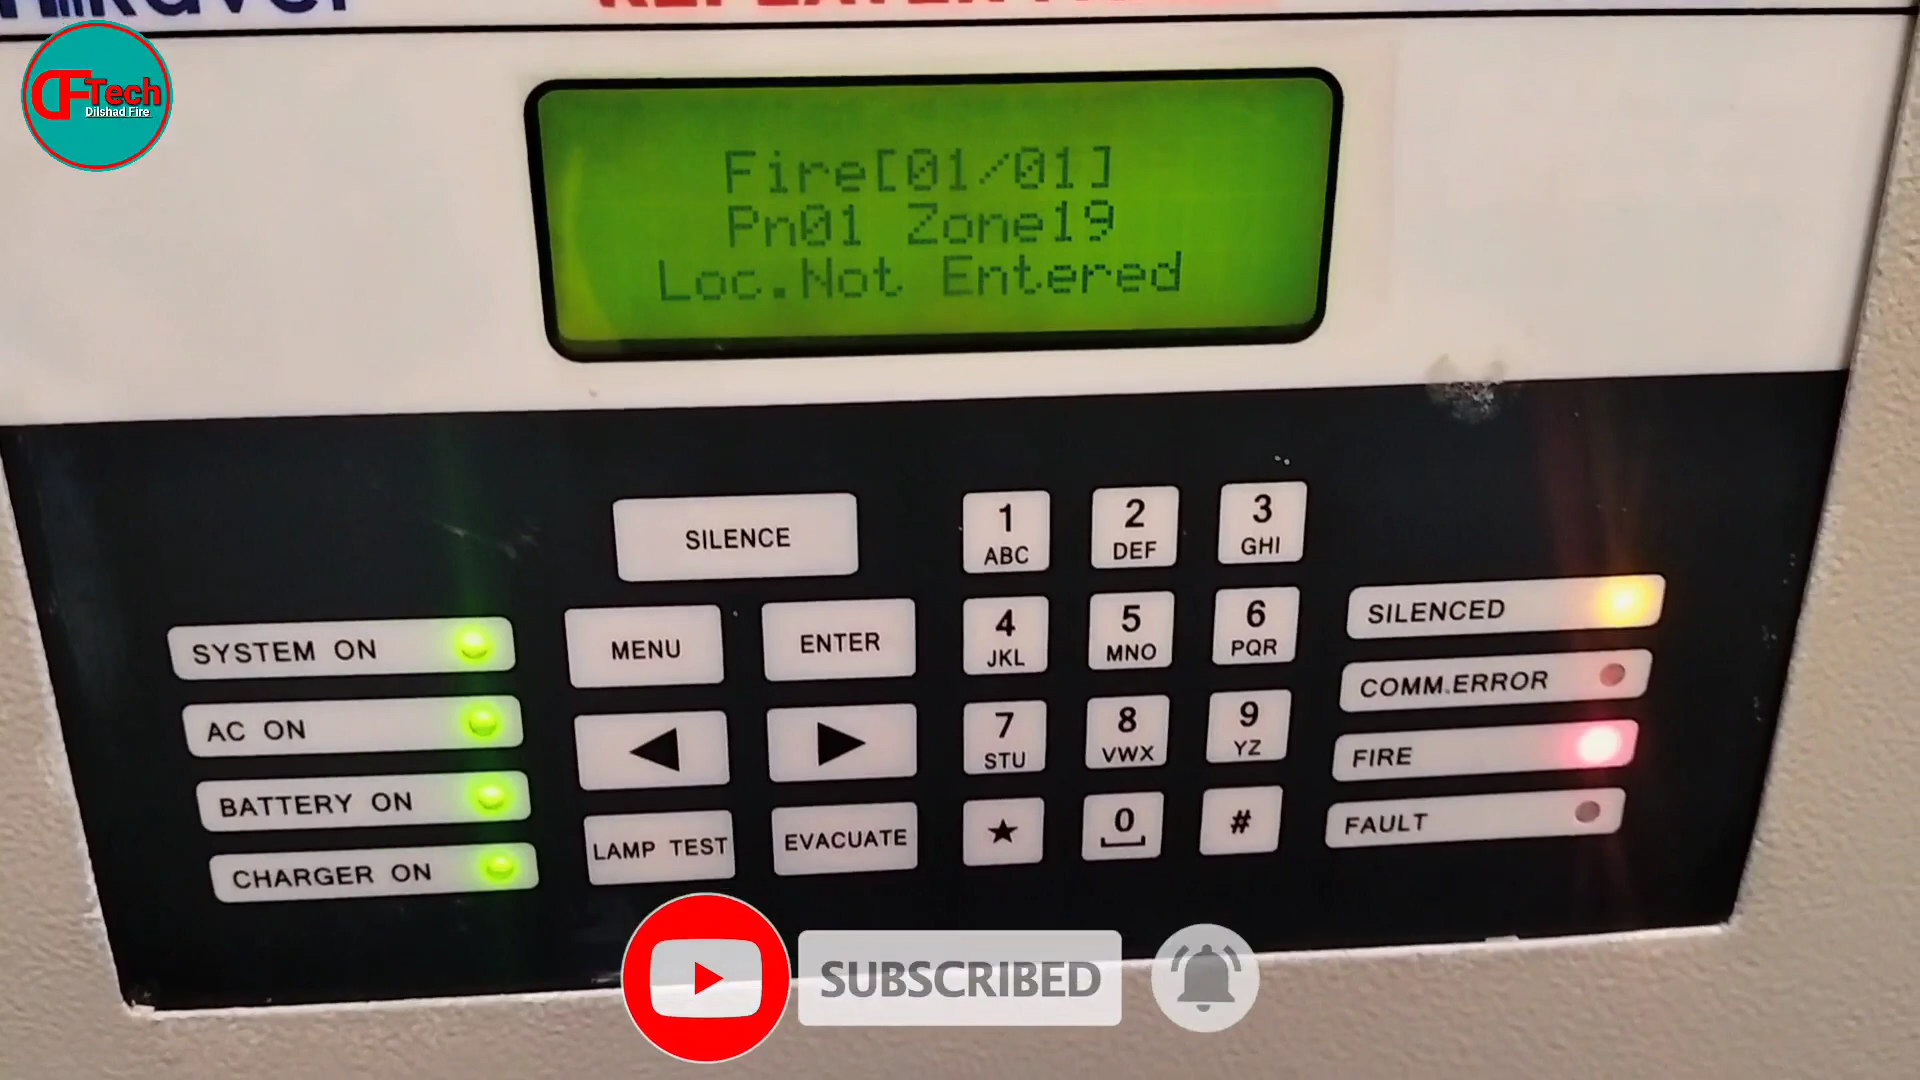 DFTech
Dilshad Fire
Fire[01/01]
Pn01 Zone19
Loc.Not Entered
SILENCE
1
ABC
2
DEF
3
GHI
SYSTEM ON
MENU
ENTER
4
JKL
5
MNO
6
PQR
SILENCED
AC ON
◀
▶
7
STU
8
VWX
9
YZ
COMM.ERROR
BATTERY ON
FIRE
CHARGER ON
LAMP TEST
EVACUATE
★
0
#
FAULT
SUBSCRIBED